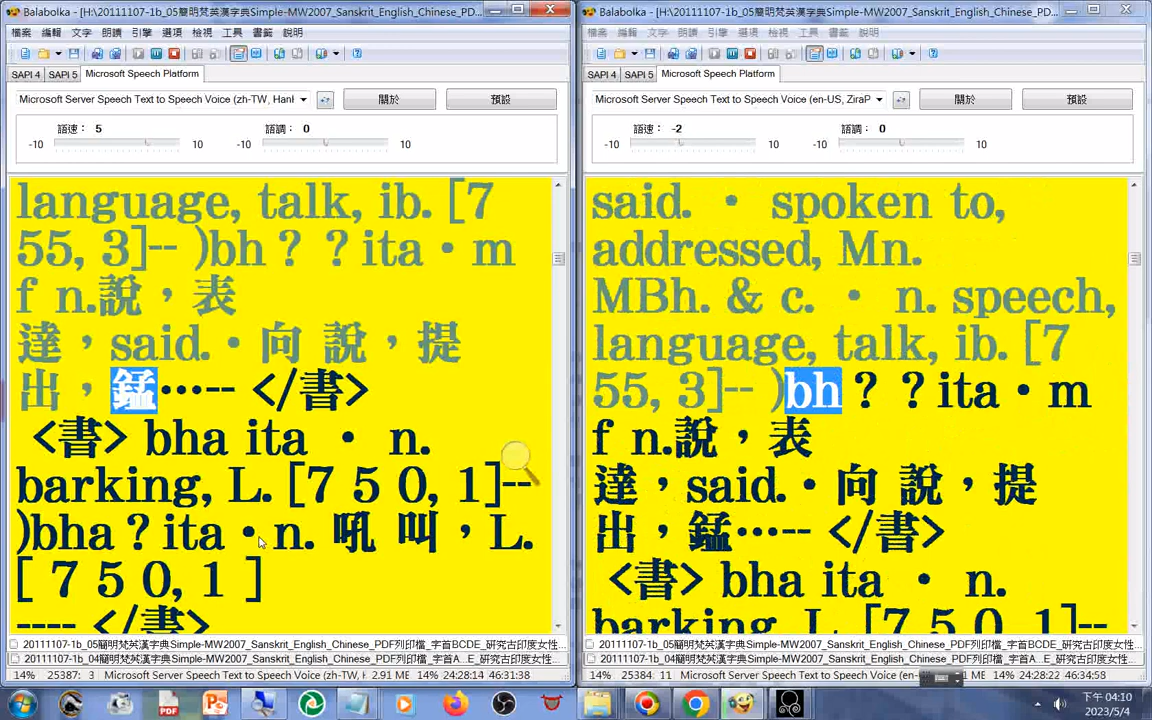 Balabolka - [H:\20111107-1b_05簡明梵英漢字典Simple-MW2007_Sanskrit_English_Chinese_PD...
檔案 編輯 文字 朗讀 引擎 選項 檢視 工具 書籤 說明
SAPI 4 SAPI 5 Microsoft Speech Platform
Microsoft Server Speech Text to Speech Voice (zh-TW, Hanl
關於
預設
語速： 5
語調： 0
-10 10 -10 10
language, talk, ib. [7
55, 3]-- )bh？？ita・m
f n.說，表
達，said.・向 說，提
出，錳…-- </書>
<書> bha ita ・ n.
barking, L. [7 5 0, 1]--
)bha？ita・n. 吼 叫，L.
[ 7 5 0, 1 ]
---- </書>
20111107-1b_05簡明梵英漢字典Simple-MW2007_Sanskrit_English_Chinese_PDF列印檔_字首BCDE_研究古印度女性...
20111107-1b_04簡明梵英漢字典Simple-MW2007_Sanskrit_English_Chinese_PDF列印檔_字首A...E_研究古印度女性...
14% 25387: 3 Microsoft Server Speech Text to Speech Voice (zh-TW, H 2.91 ME 14% 24:28:14 46:31:38
Balabolka - [H:\20111107-1b_05簡明梵英漢字典Simple-MW2007_Sanskrit_English_Chinese_PD...
檔案 編輯 文字 朗讀 引擎 選項 檢視 工具 書籤 說明
SAPI 4 SAPI 5 Microsoft Speech Platform
Microsoft Server Speech Text to Speech Voice (en-US, ZiraP
關於
預設
語速： -2
語調： 0
-10 10 -10 10
said. ・ spoken to,
addressed, Mn.
MBh. & c. ・ n. speech,
language, talk, ib. [7
55, 3]-- )bh？？ita・m
f n.說，表
達，said.・向 說，提
出，錳…-- </書>
<書> bha ita ・ n.
barking, L. [7 5 0, 1]--
20111107-1b_05簡明梵英漢字典Simple-MW2007_Sanskrit_English_Chinese_PDF列印檔_字首BCDE_研究古印度女性...
20111107-1b_04簡明梵英漢字典Simple-MW2007_Sanskrit_English_Chinese_PDF列印檔_字首A...E_研究古印度女性...
14% 25384: 11 Microsoft Server Speech Text to Speech Voice (en-US 14% 24:28:22 46:34:58
PDF
下午 04:10
2023/5/4